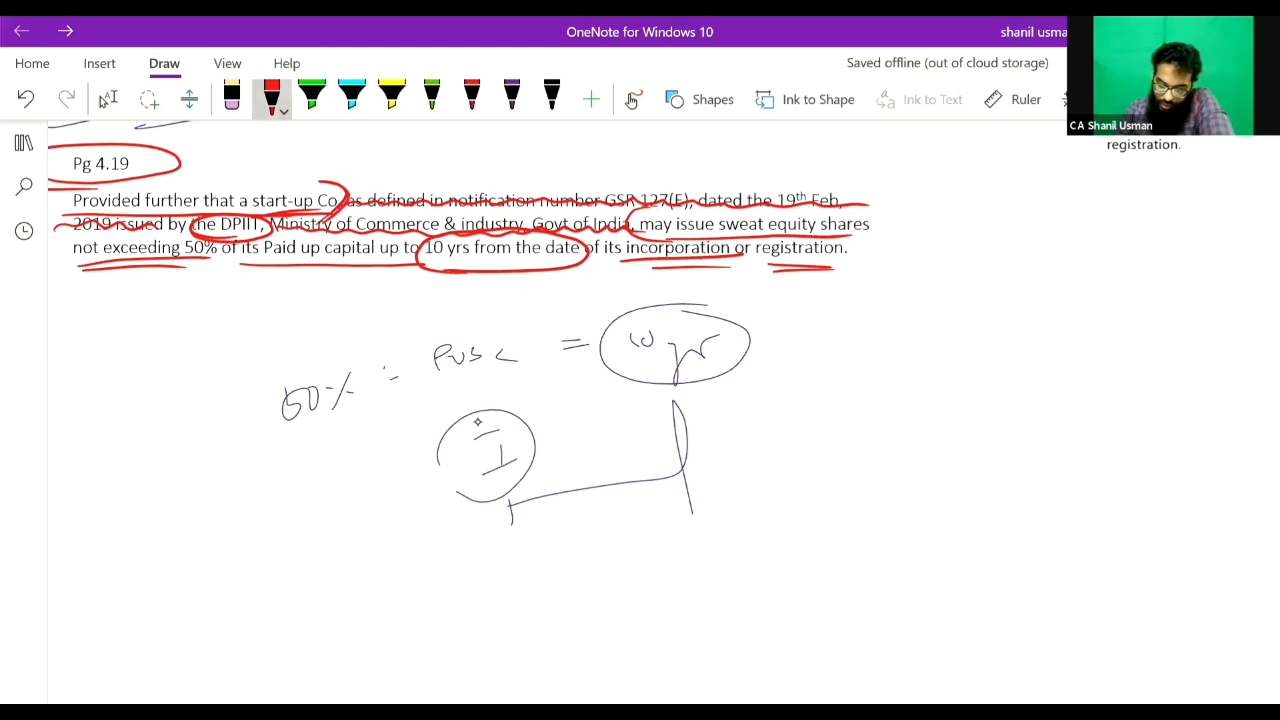 OneNote for Windows 10
shanil usma
Home Insert Draw View Help
Saved offline (out of cloud storage)
Shapes Ink to Shape Ink to Text Ruler
CA Shanil Usman
registration.
Pg 4.19
Provided further that a start-up Co, as defined in notification number GSR 127(E), dated the 19th Feb,
2019 issued by the DPIIT, Ministry of Commerce & industry, Govt of India, may issue sweat equity shares
not exceeding 50% of its Paid up capital up to 10 yrs from the date of its incorporation or registration.
50% = PUSC = 10 yr
I